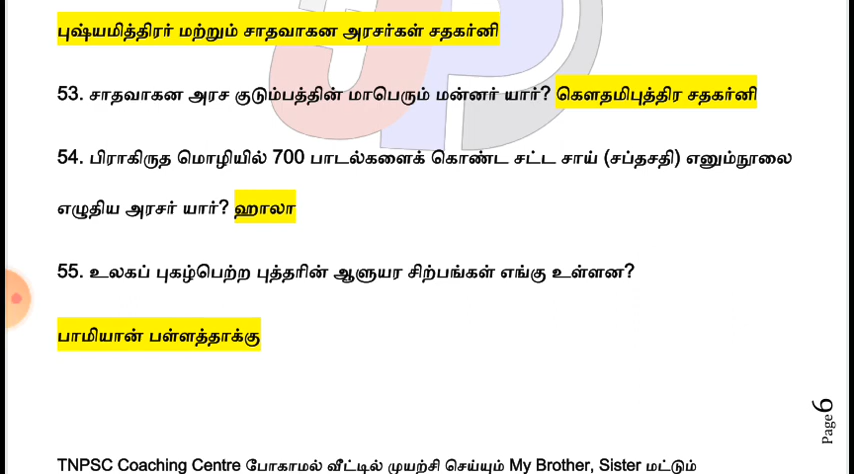 புஷ்யமித்திரர் மற்றும் சாதவாகன அரசர்கள் சதகர்னி
53. சாதவாகன அரச குடும்பத்தின் மாபெரும் மன்னர் யார்? கௌதமிபுத்திர சதகர்னி
54. பிராகிருத மொழியில் 700 பாடல்களைக் கொண்ட சட்ட சாய் (சப்தசதி) எனும்நூலை
எழுதிய அரசர் யார்? ஹாலா
55. உலகப் புகழ்பெற்ற புத்தரின் ஆளுயர சிற்பங்கள் எங்கு உள்ளன?
பாமியான் பள்ளத்தாக்கு
Page 6
TNPSC Coaching Centre போகாமல் வீட்டில் முயற்சி செய்யும் My Brother, Sister மட்டும்